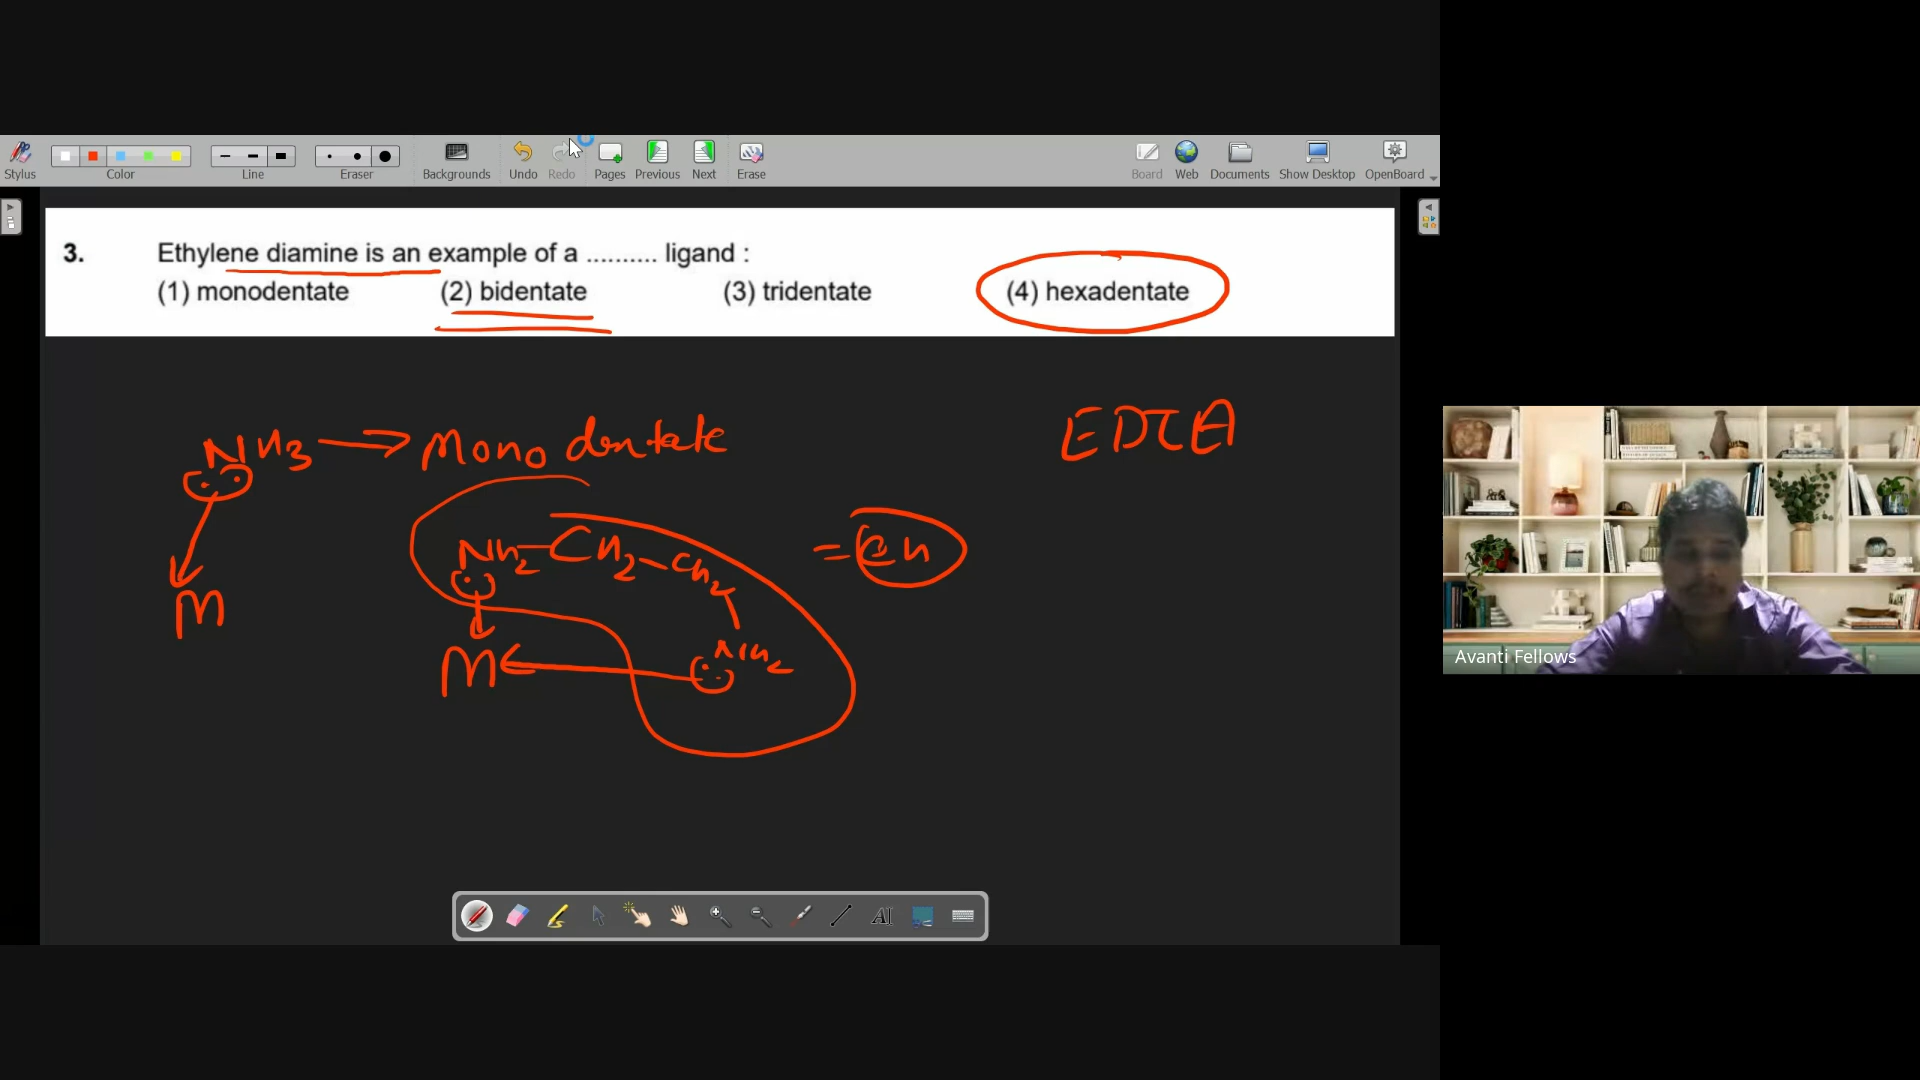 Stylus Color Line Eraser Backgrounds Undo Redo Pages Previous Next Erase Board Web Documents Show Desktop OpenBoard
3. Ethylene diamine is an example of a .......... ligand :
(1) monodentate (2) bidentate (3) tridentate (4) hexadentate
NH3 → Monodentate
EDTA
M
NH2-CH2-CH2
= en
NH2
M
Avanti Fellows